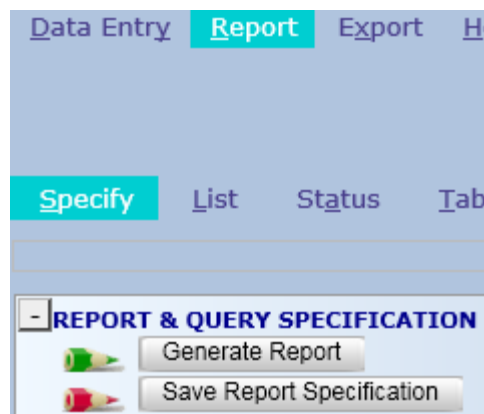 Data Entry Report Export
Specify List Status
- REPORT & QUERY SPECIFICATION
Generate Report
Save Report Specification